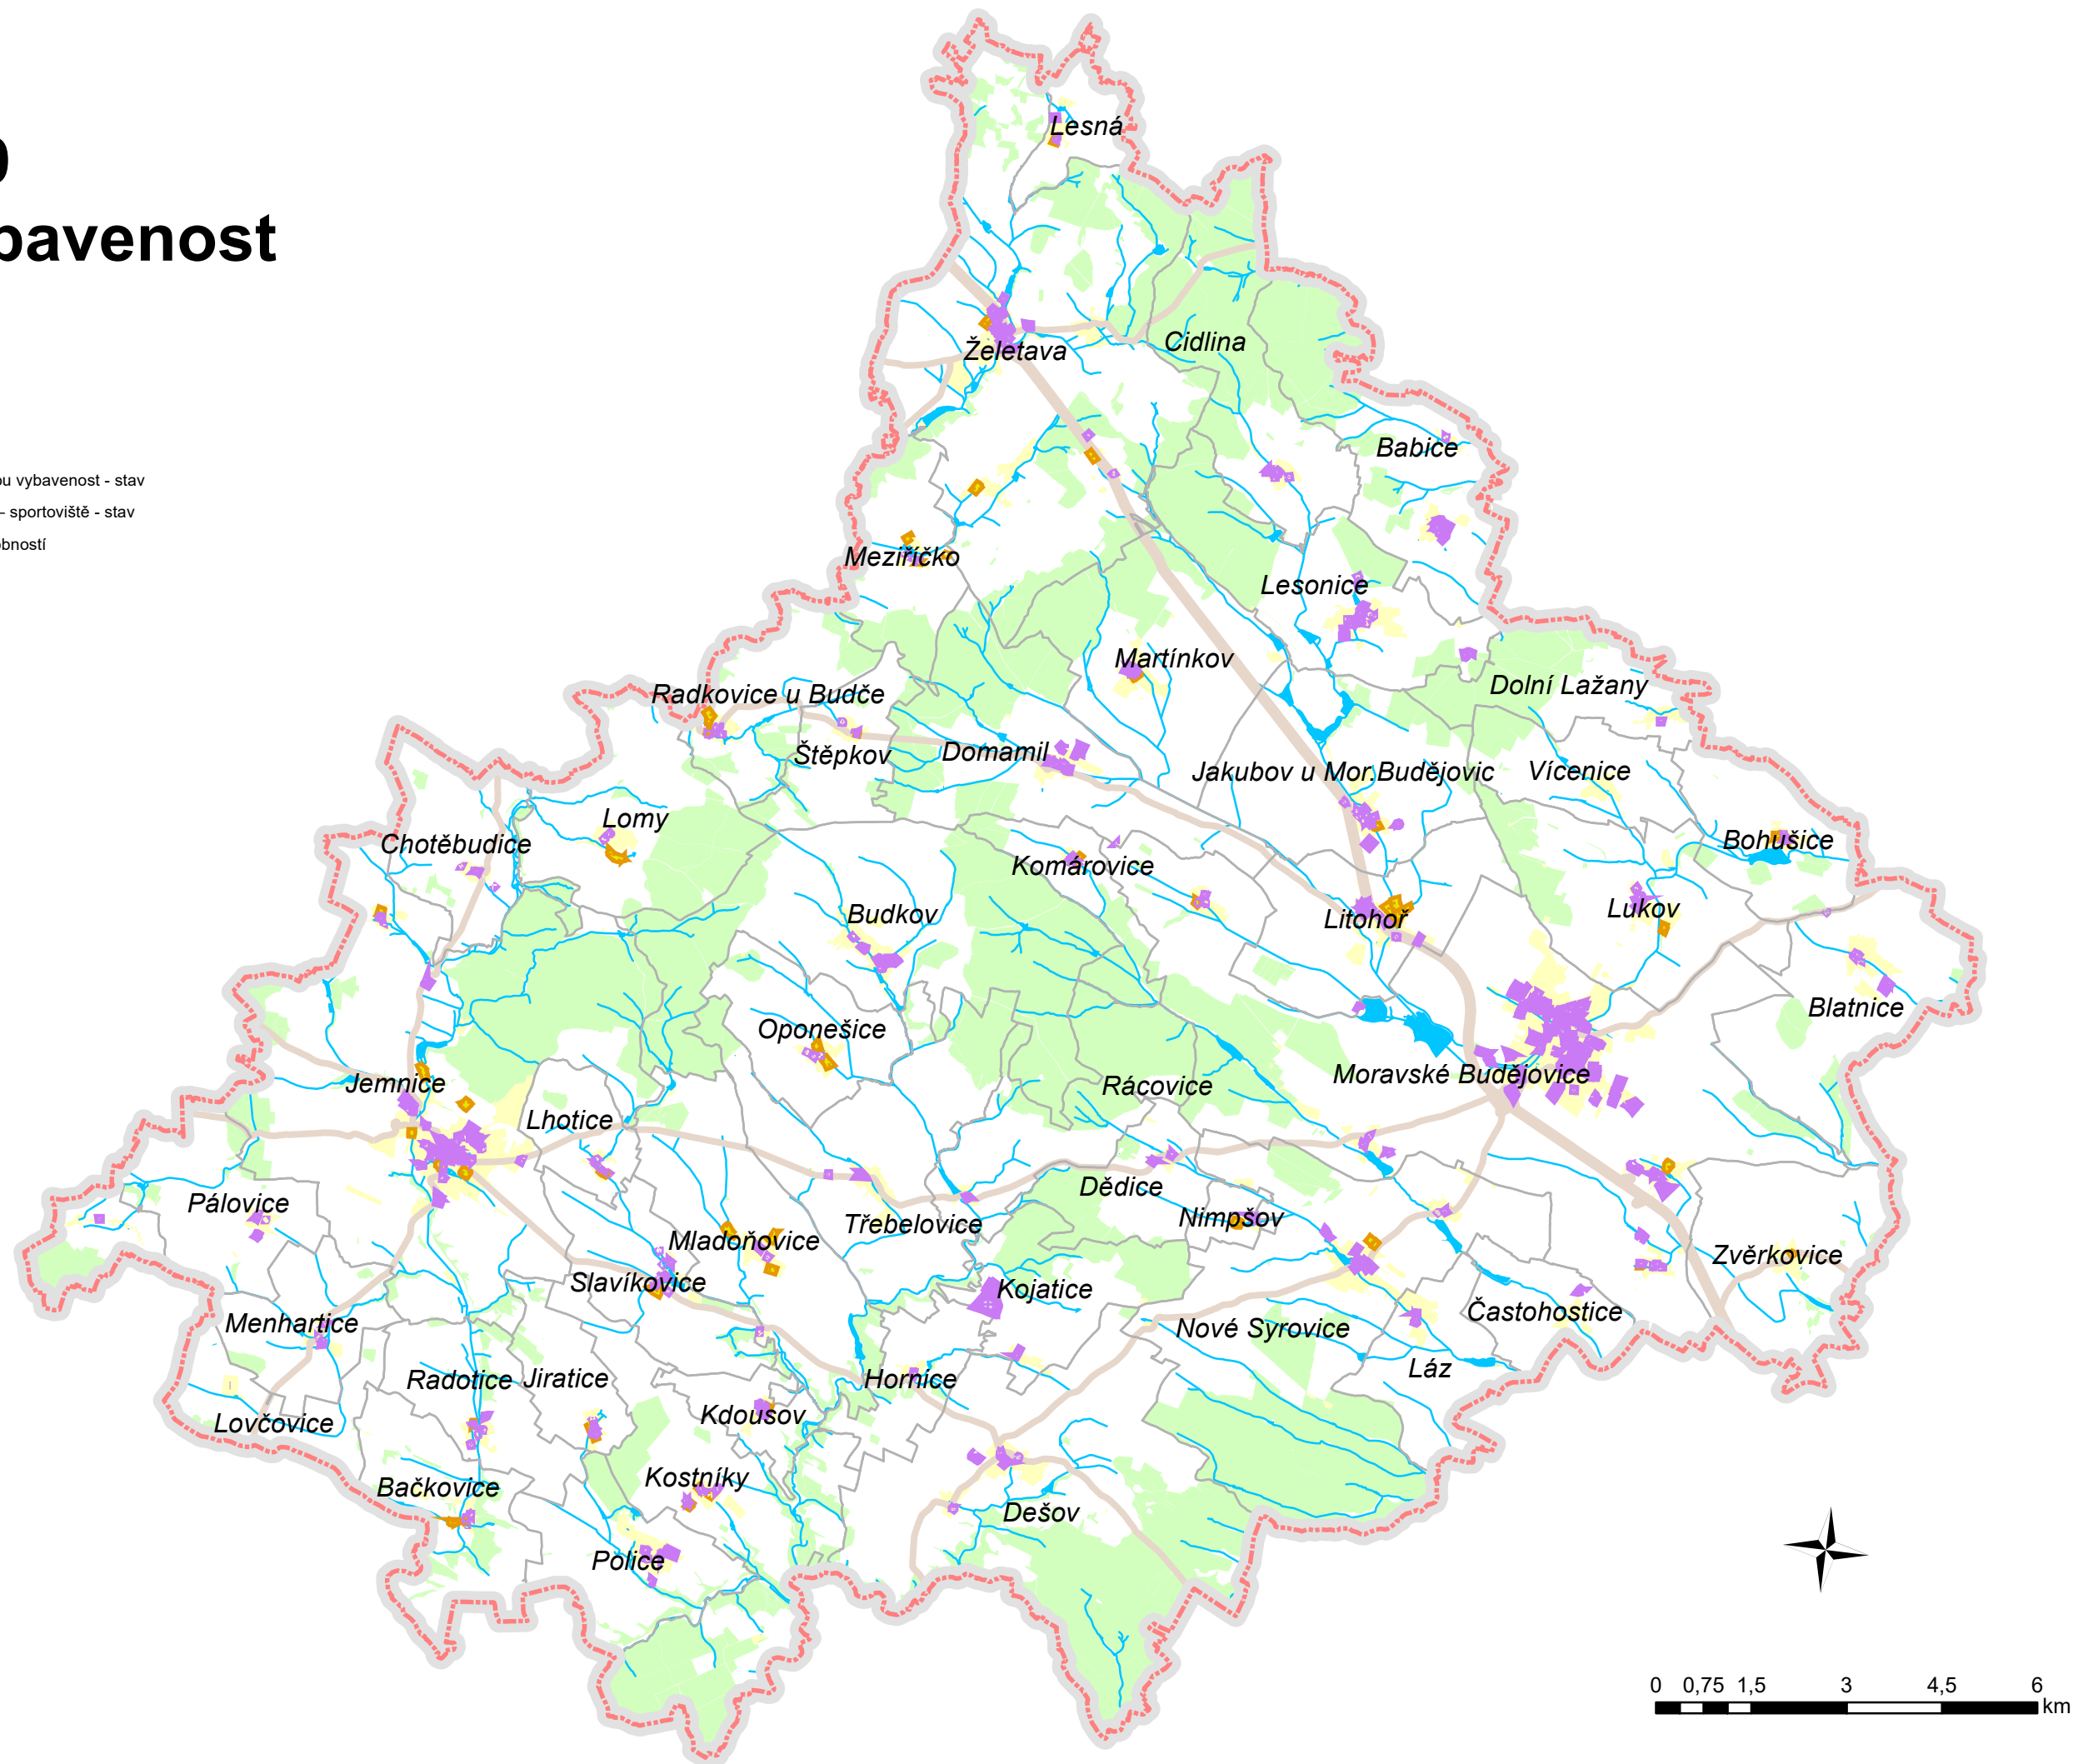 bavenost
ou vybavenost - stav
– sportoviště - stav
obností
Lesná
Želetava
Cidlina
Babice
Meziříčko
Lesonice
Martínkov
Dolní Lažany
Radkovice u Budče
Štěpkov
Domamil
Jakubov u Mor.Budějovic
Vícenice
Lomy
Chotěbudice
Bohušice
Komárovice
Budkov
Litohoř
Lukov
Blatnice
Oponešice
Jemnice
Rácovice
Moravské Budějovice
Lhotice
Dědice
Pálovice
Třebelovice
Nimpšov
Mladoňovice
Zvěrkovice
Slavíkovice
Kojatice
Častohostice
Menhartice
Nové Syrovice
Láz
Radotice
Jiratice
Hornice
Kdousov
Lovčovice
Kostníky
Bačkovice
Dešov
Police
0 0,75 1,5 3 4,5 6
km